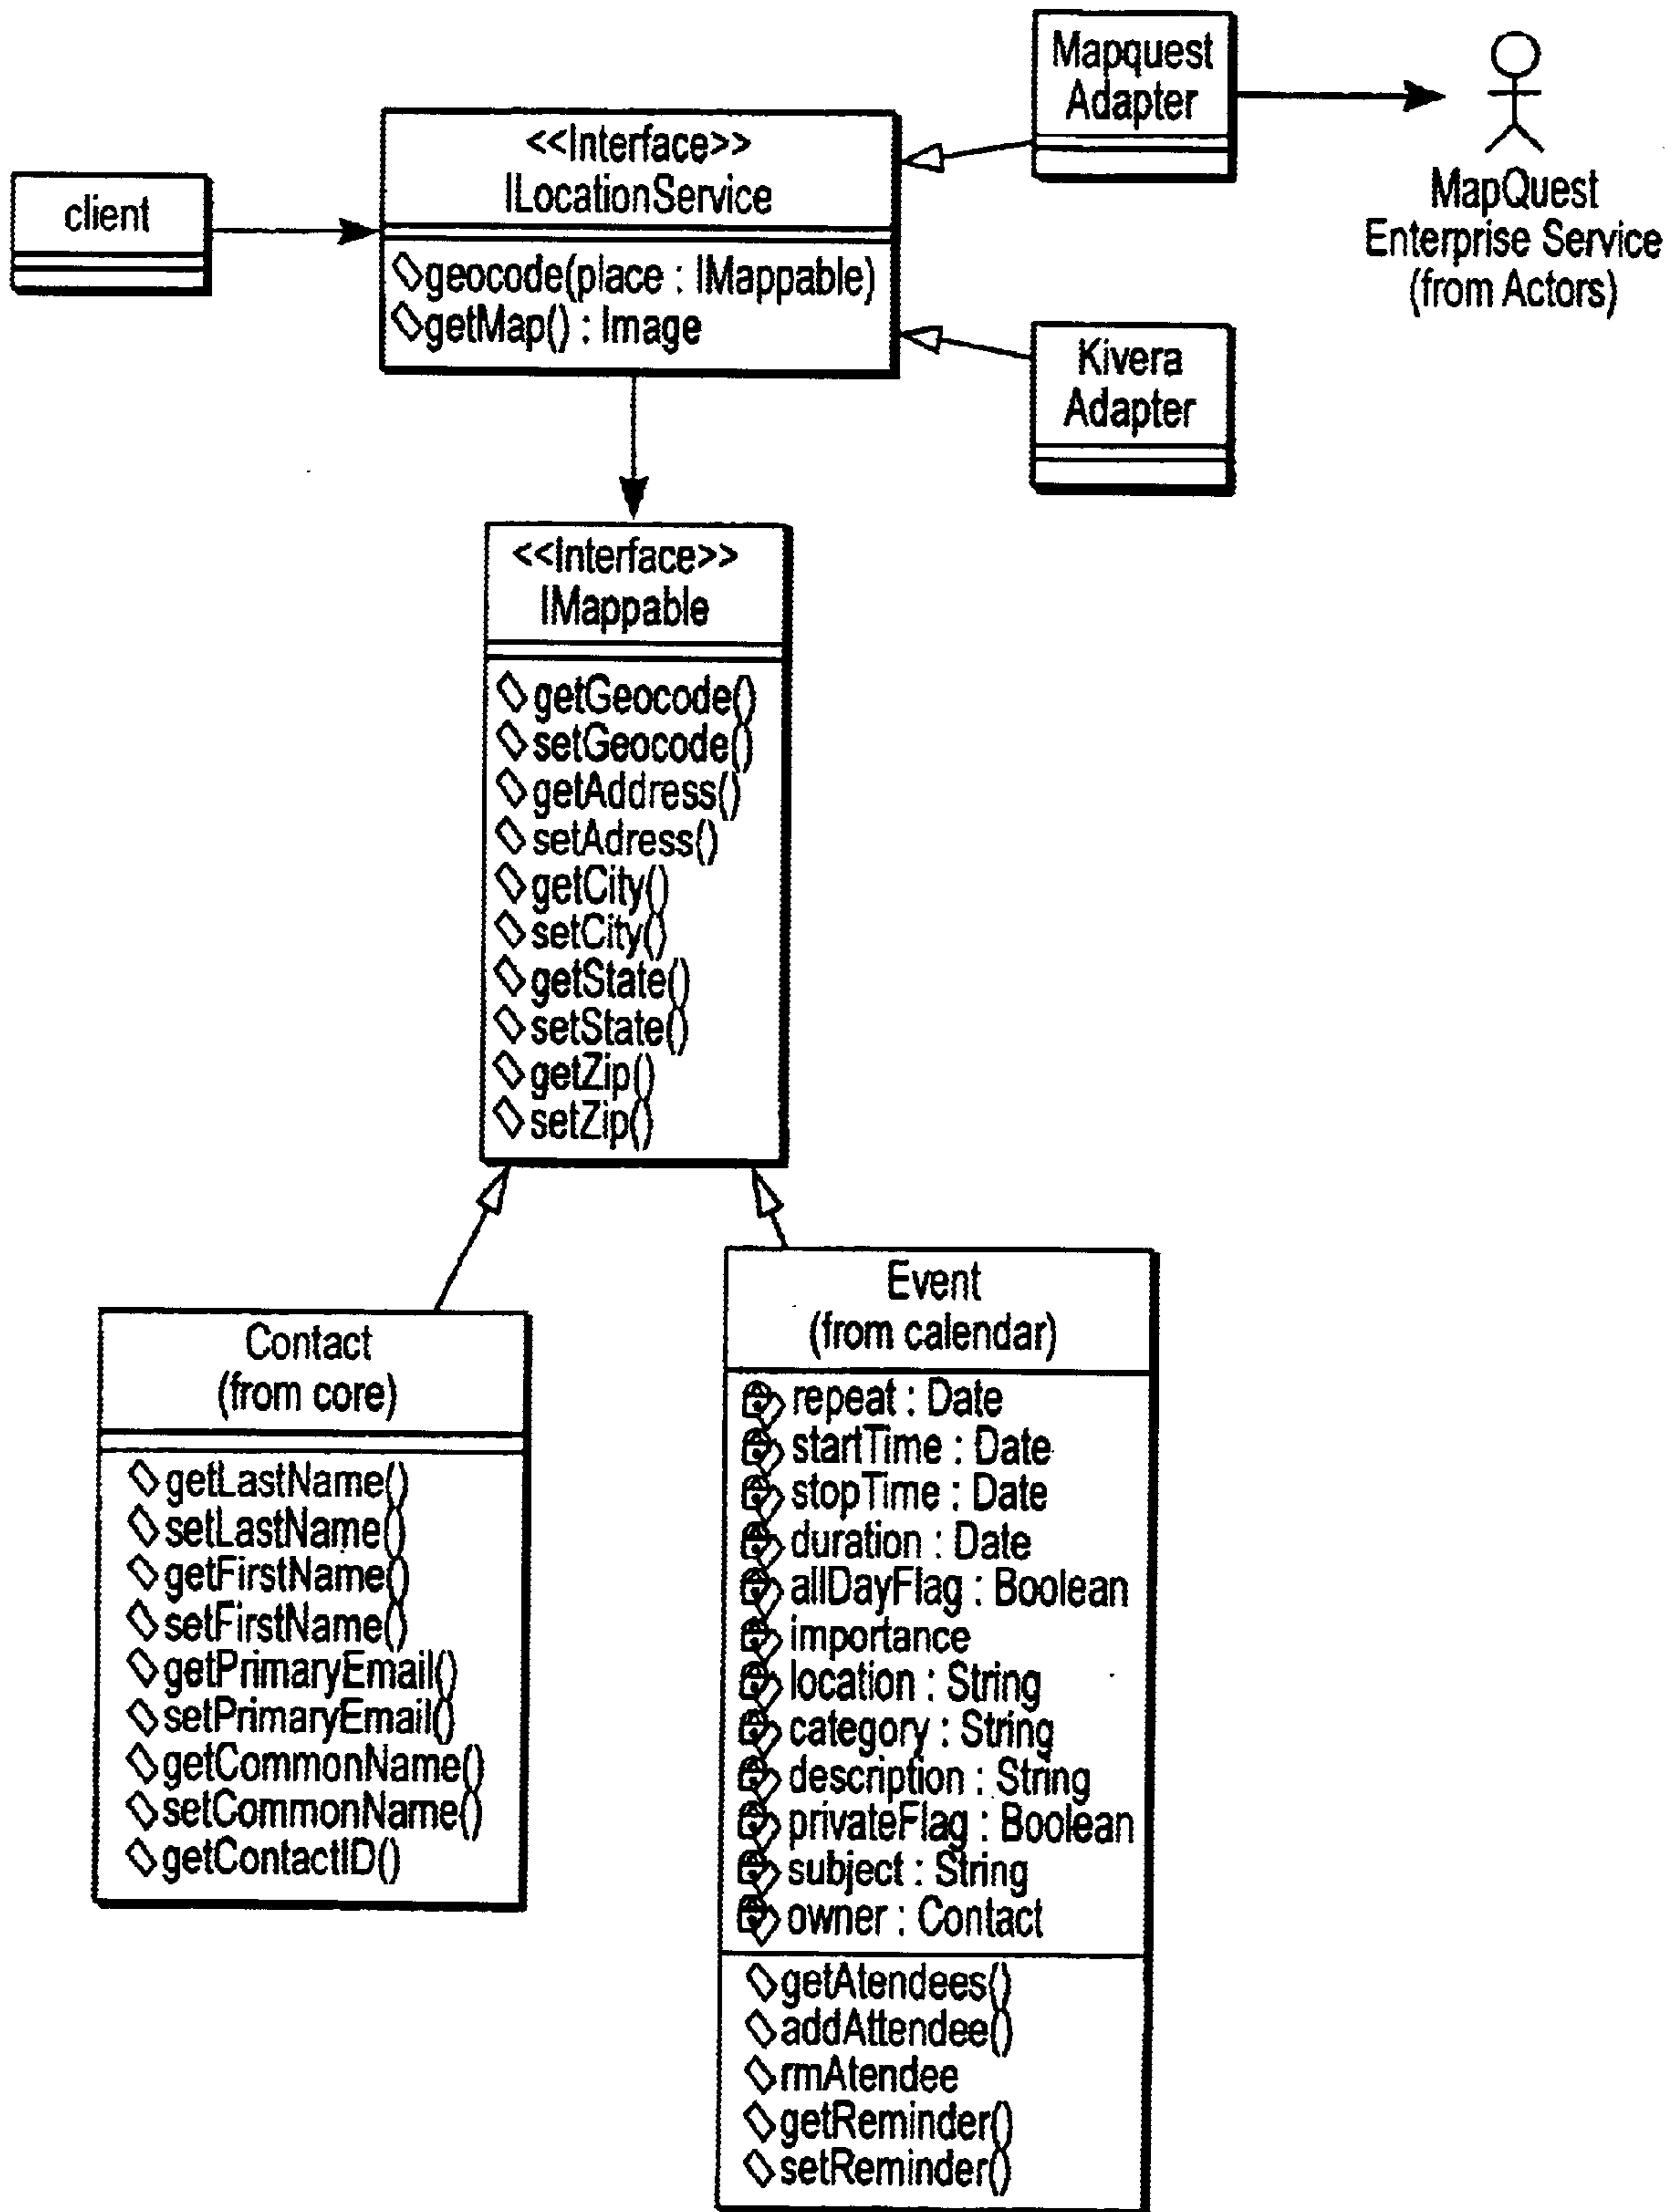 Mapquest
Adapter
MapQuest
Enterprise Service
(from Actors)
<<Interface>>
ILocationService
geocode(place : IMappable)
getMap() : Image
client
Kivera
Adapter
<<Interface>>
IMappable
getGeocode()
setGeocode()
getAddress()
setAdress()
getCity()
setCity()
getState()
setState()
getZip()
setZip()
Contact
(from core)
getLastName()
setLastName()
getFirstName()
setFirstName()
getPrimaryEmail()
setPrimaryEmail()
getCommonName()
setCommonName()
getContactID()
Event
(from calendar)
repeat : Date
startTime : Date
stopTime : Date
duration : Date
allDayFlag : Boolean
importance
location : String
category : String
description : String
privateFlag : Boolean
subject : String
owner : Contact
getAtendees()
addAttendee()
rmAtendee
getReminder()
setReminder()